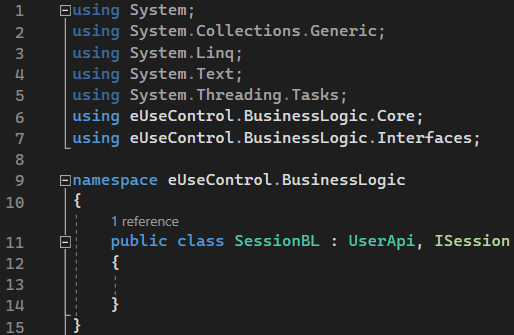 1 using System;
2 using System.Collections.Generic;
3 using System.Linq;
4 using System.Text;
5 using System.Threading.Tasks;
6 using eUseControl.BusinessLogic.Core;
7 using eUseControl.BusinessLogic.Interfaces;
8
9 namespace eUseControl.BusinessLogic
10 {
1 reference
11 public class SessionBL : UserApi, ISession
12 {
13
14 }
15 }